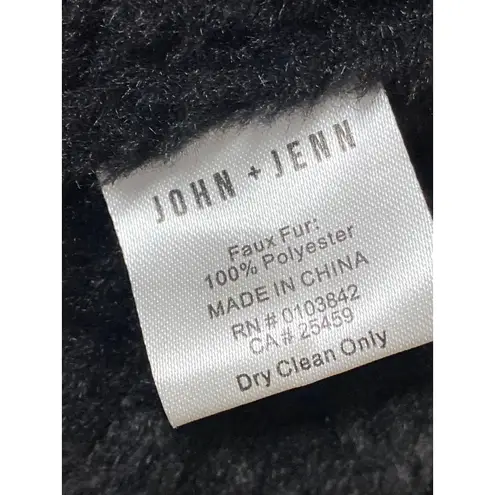 JOHN + JENN
Faux Fur:
100% Polyester
MADE IN CHINA
RN # 0103842
CA # 25459
Dry Clean Only